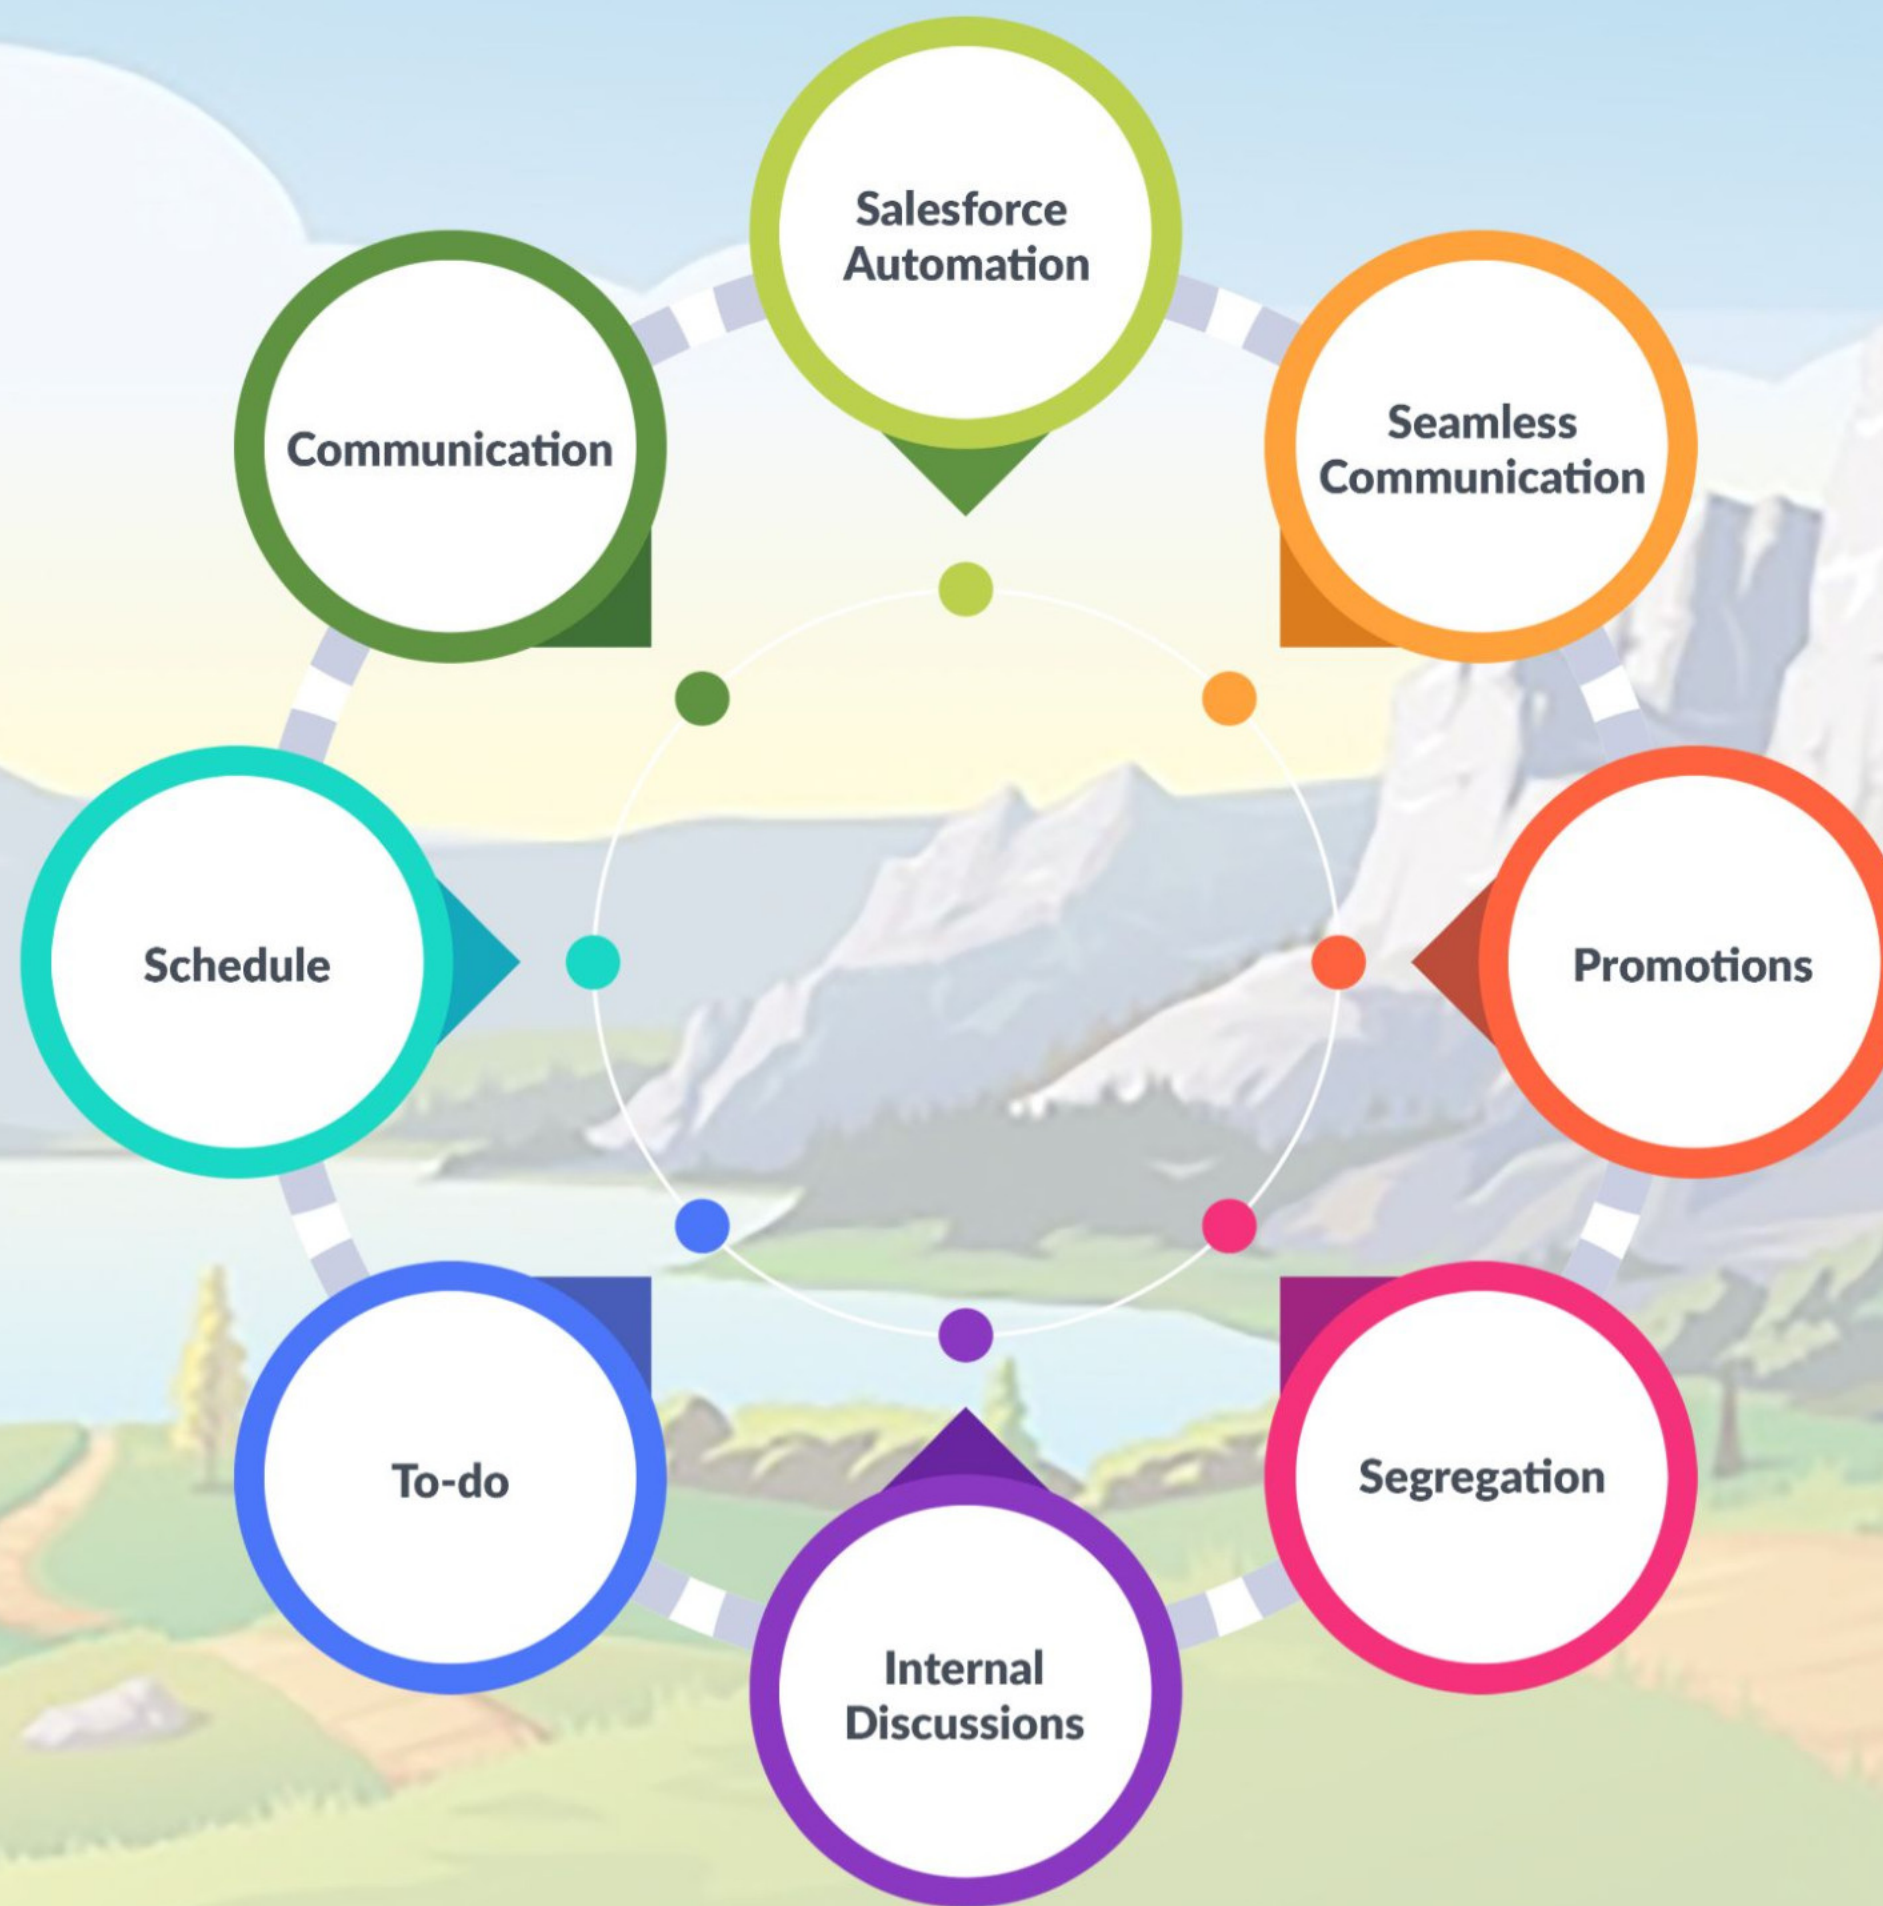 Salesforce
Automation
Seamless
Communication
Communication
Schedule
Promotions
To-do
Segregation
Internal
Discussions